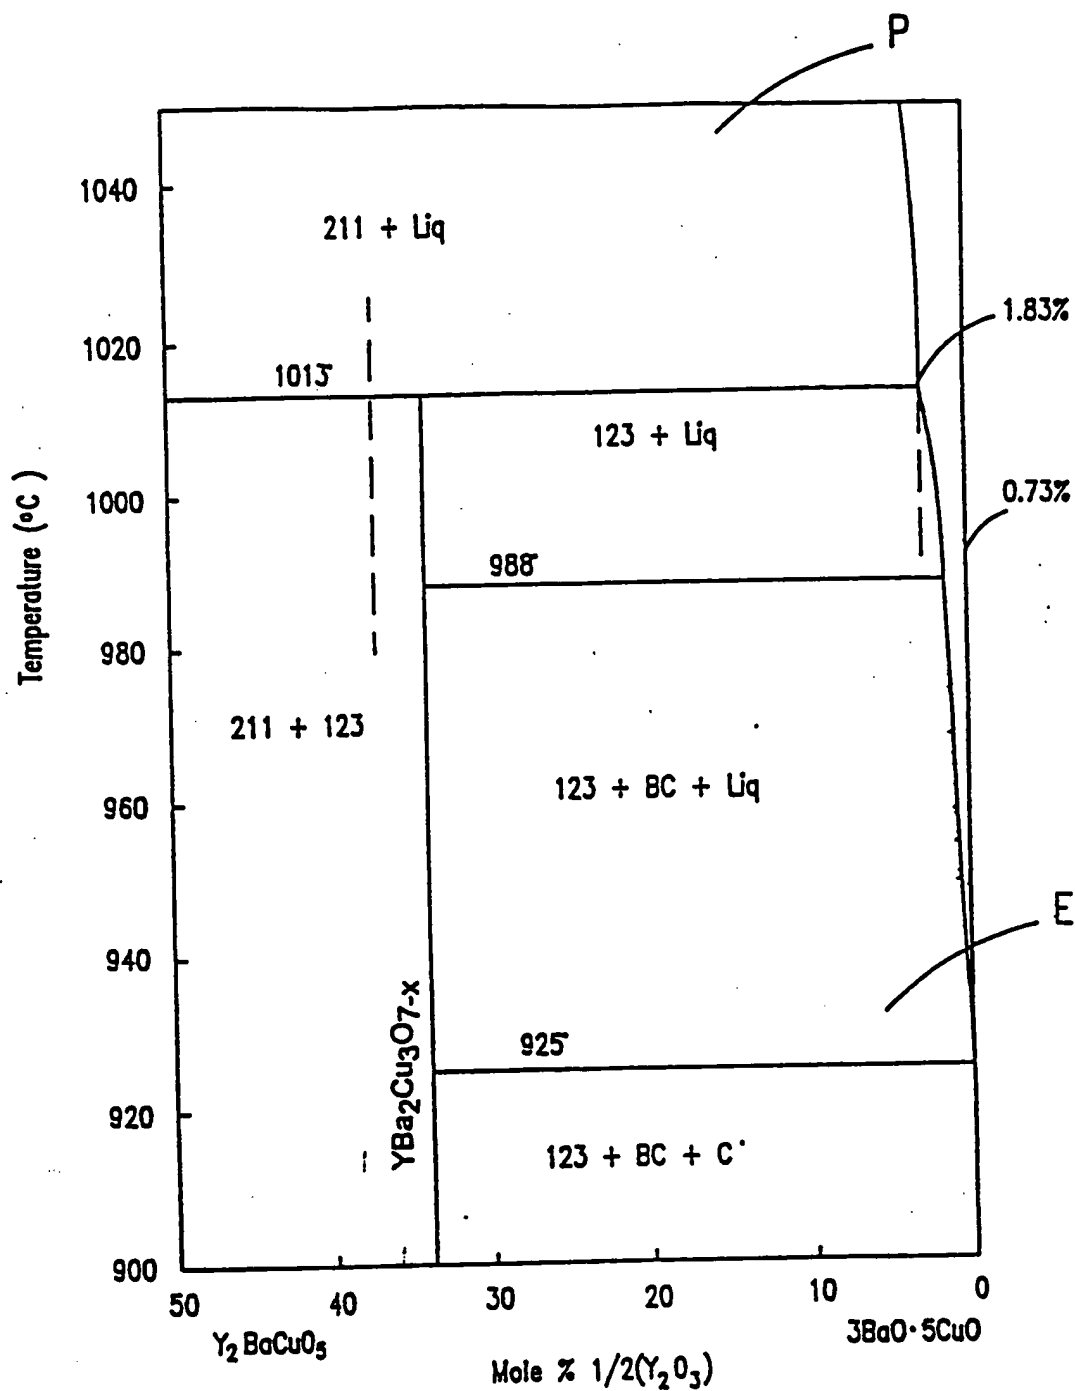 P
1040
211 + Liq
1.83%
1020
1013
123 + Liq
0.73%
1000
988
Temperature (°C )
980
211 + 123
123 + BC + Liq
960
E
940
YBa2Cu3O7-x
925
920
123 + BC + C
900
50
40
30
20
10
0
Y2BaCuO5
3BaO·5CuO
Mole % 1/2(Y2O3)